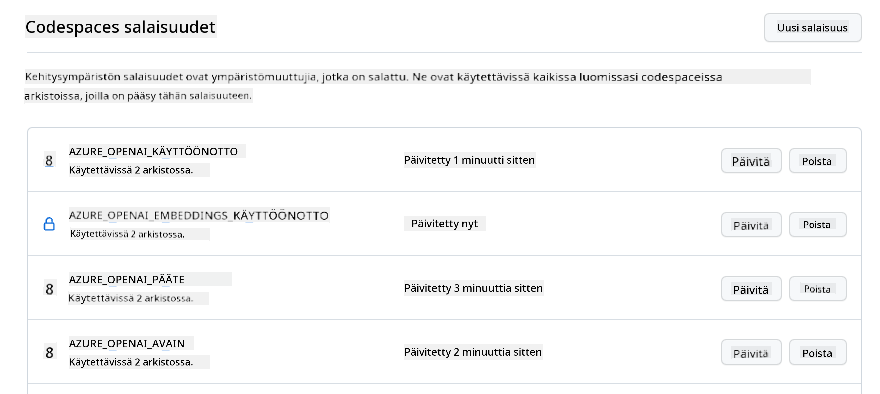 Codespaces salaisuudet
Uusi salaisuus
Kehitysympäristön salaisuudet ovat ympäristömuuttujia, jotka on salattu. Ne ovat käytettävissä kaikissa luomissasi codespaceissa
arkistoissa, joilla on pääsy tähän salaisuuteen.
8 AZURE_OPENAI_KÄYTTÖÖNOTTO
Käytettävissä 2 arkistossa.
Päivitetty 1 minuutti sitten
Päivitä
Poista
AZURE_OPENAI_EMBEDDINGS_KÄYTTÖÖNOTTO
Käytettävissä 2 arkistossa.
Päivitetty nyt
Päivitä
Poista
8 AZURE_OPENAI_PÄÄTE
Käytettävissä 2 arkistossa.
Päivitetty 3 minuuttia sitten
Päivitä
Poista
8 AZURE_OPENAI_AVAIN
Käytettävissä 2 arkistossa.
Päivitetty 2 minuuttia sitten
Päivitä
Poista